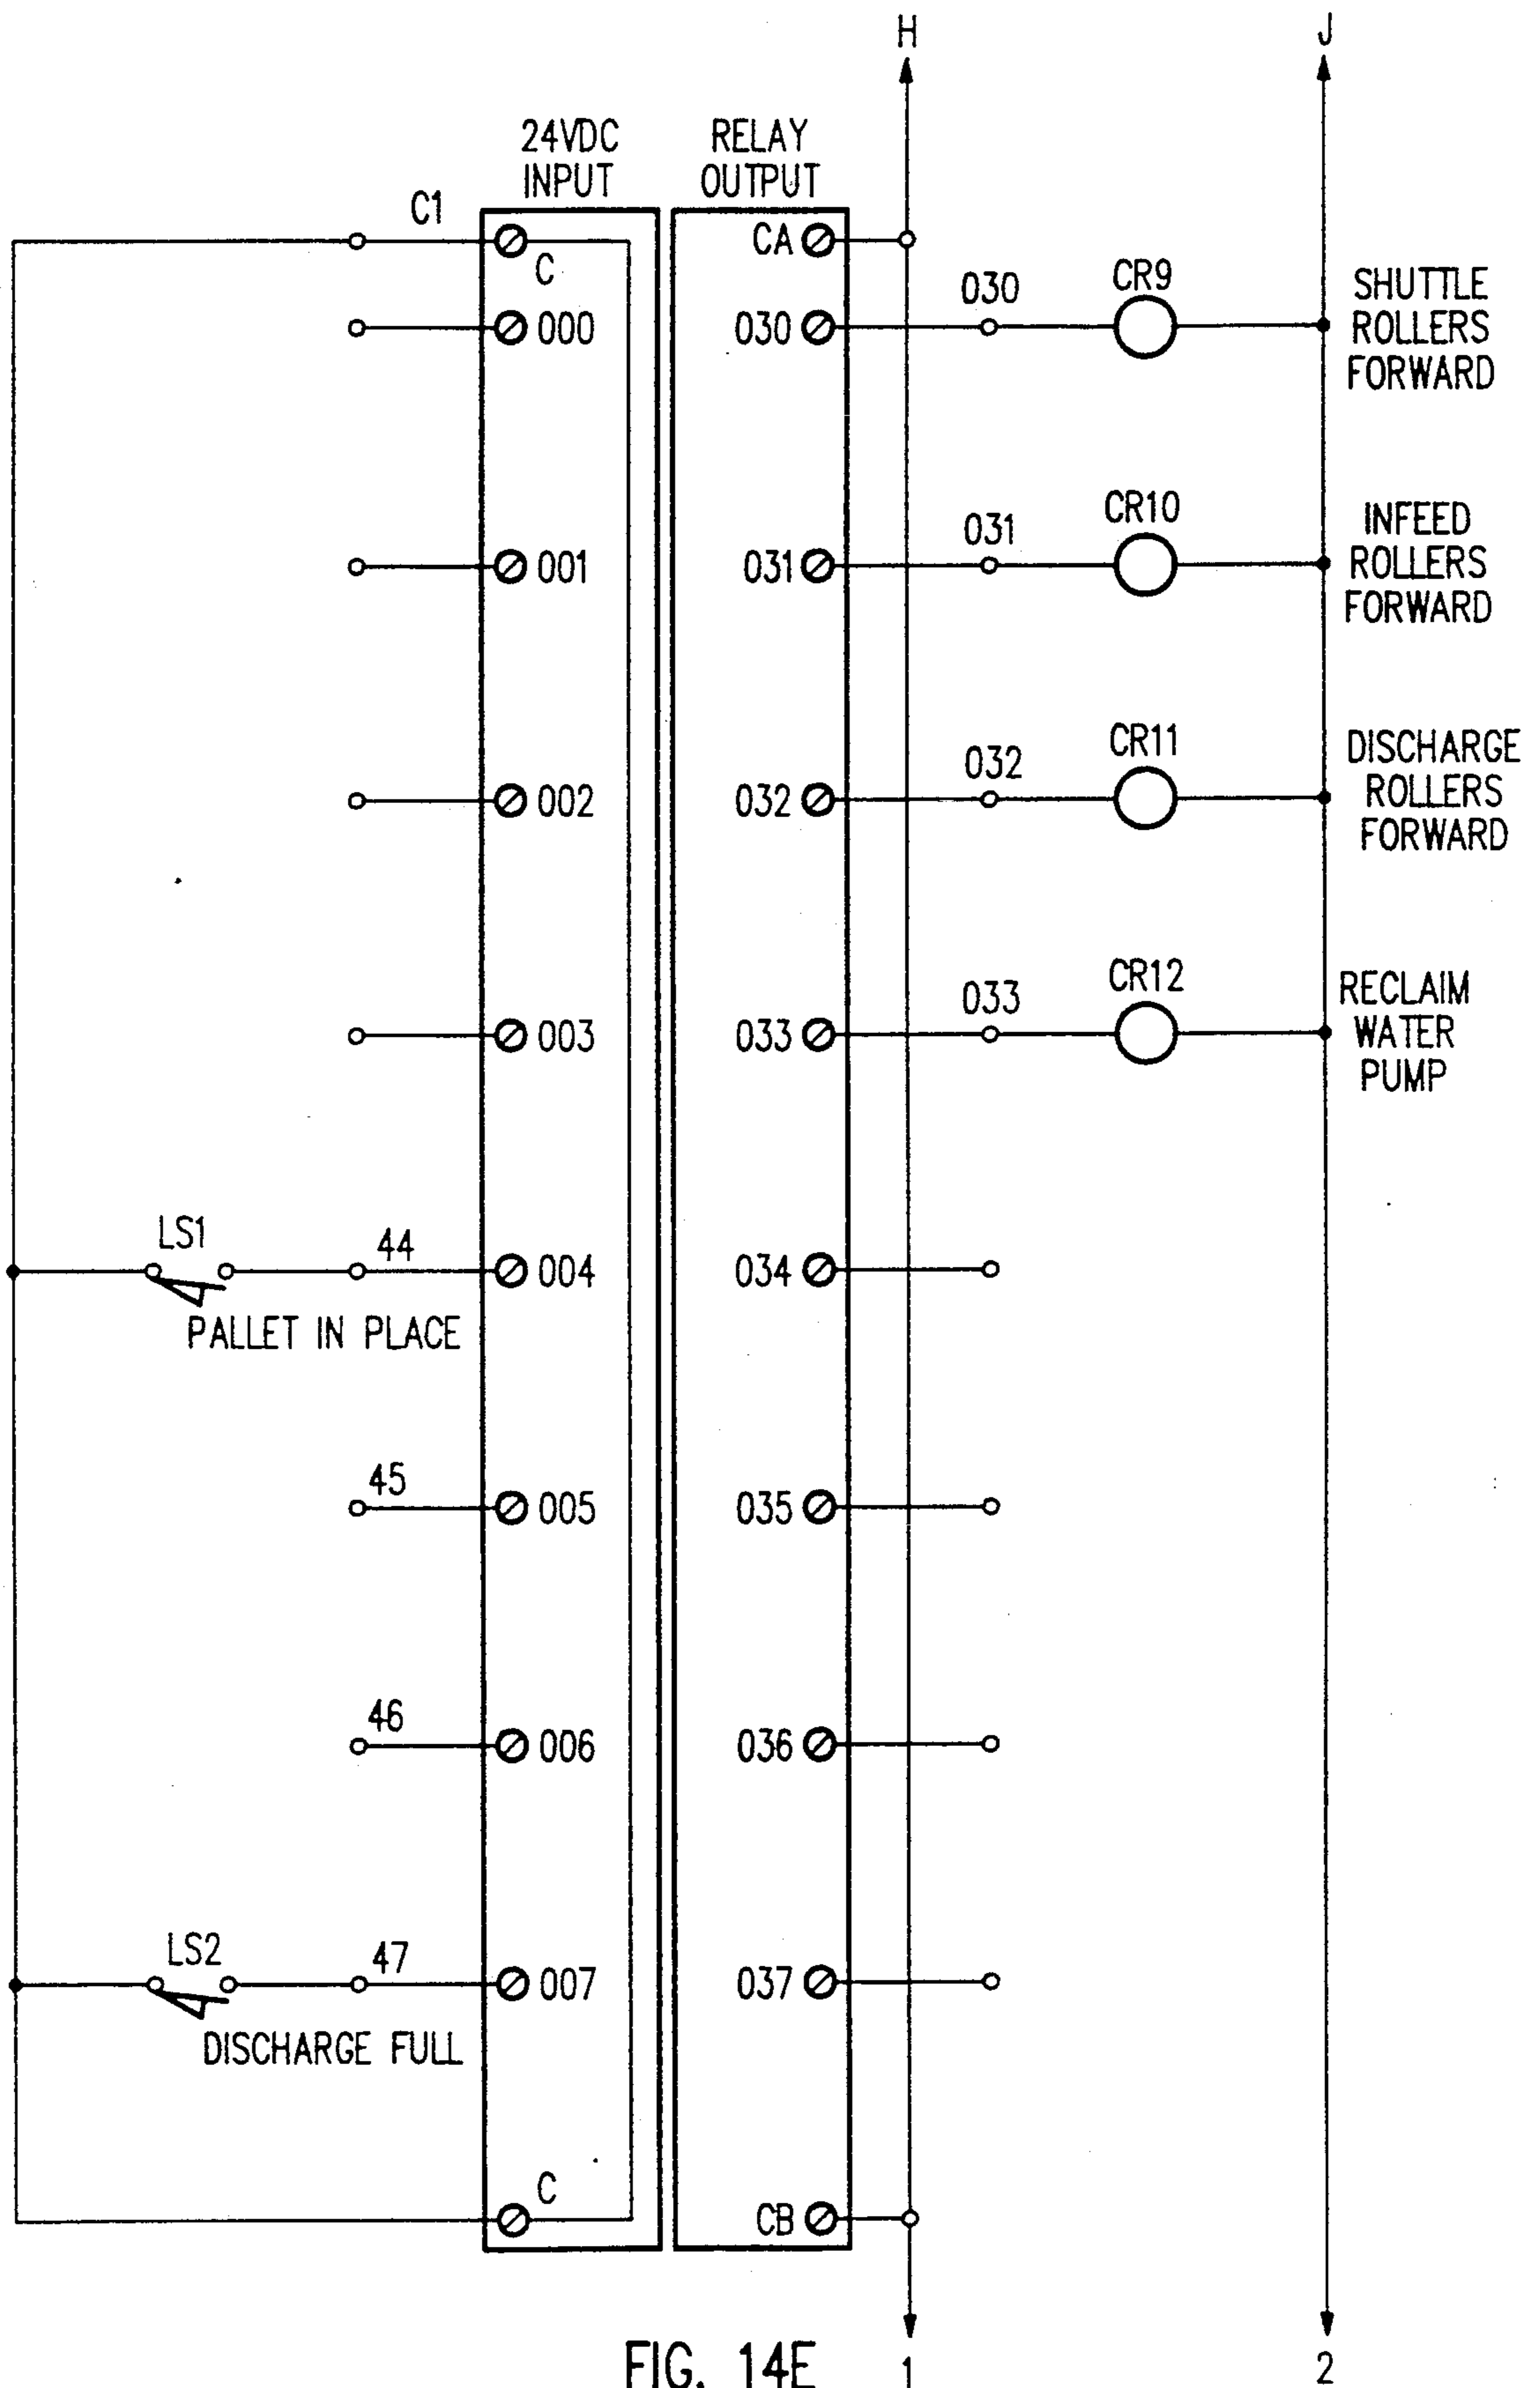 H
J
24VDC
INPUT
RELAY
OUTPUT
C1
C
CA
000
030
030
CR9
SHUTTLE
ROLLERS
FORWARD
001
031
031
CR10
INFEED
ROLLERS
FORWARD
002
032
032
CR11
DISCHARGE
ROLLERS
FORWARD
003
033
033
CR12
RECLAIM
WATER
PUMP
LS1
44
004
034
PALLET IN PLACE
45
005
035
46
006
036
LS2
47
007
037
DISCHARGE FULL
C
CB
FIG. 14E
1
2